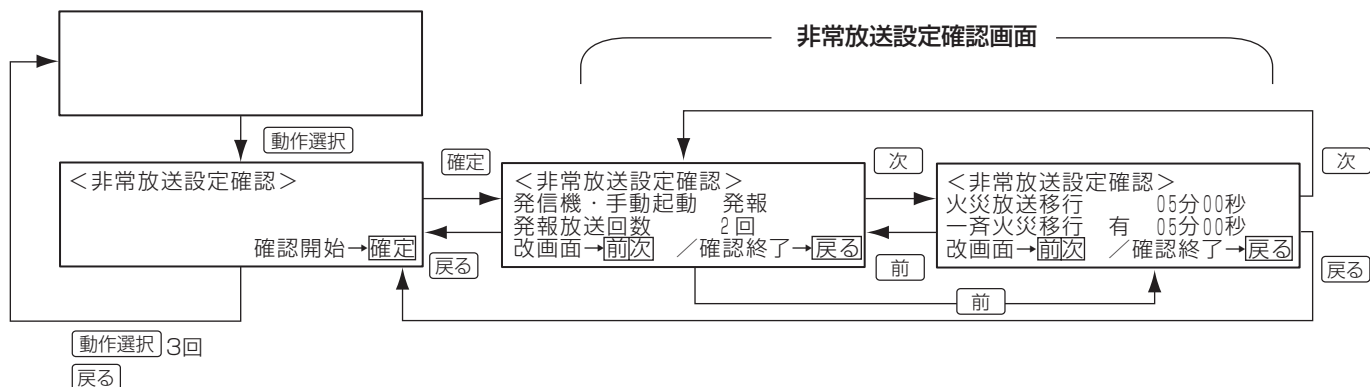 非常放送設定確認画面
動作選択
＜非常放送設定確認＞
確認開始→確定
確定
戻る
＜非常放送設定確認＞
発信機・手動起動　発報
発報放送回数　2回
改画面→前次　／確認終了→戻る
次
前
＜非常放送設定確認＞
火災放送移行　05分00秒
一斉火災移行　有　05分00秒
改画面→前次　／確認終了→戻る
次
戻る
前
動作選択 3回
戻る